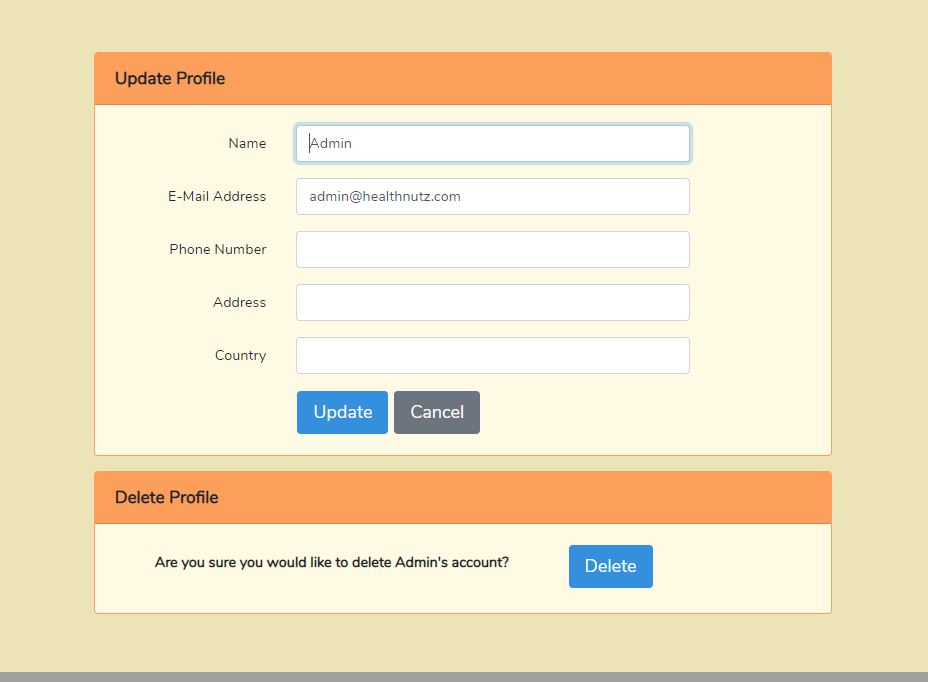 Update Profile
Name Admin
E-Mail Address admin@healthnutz.com
Phone Number
Address
Country
Update Cancel
Delete Profile
Are you sure you would like to delete Admin's account? Delete